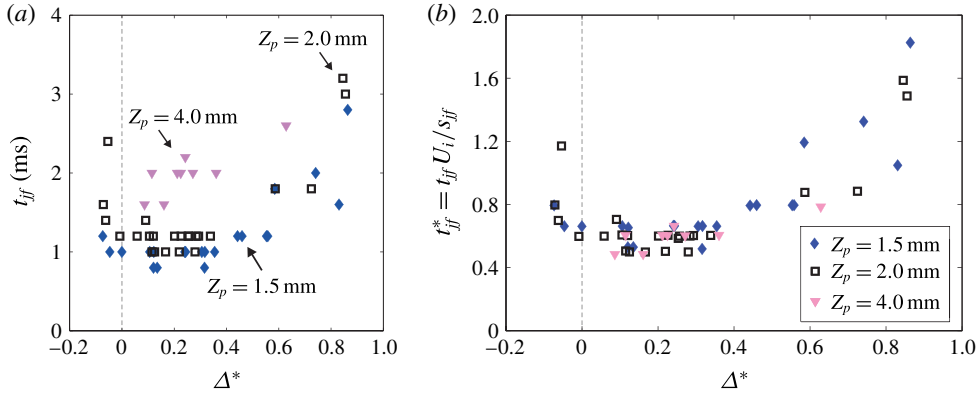 (a)
4
3
2
1
0
−0.2
0
0.2
0.4
0.6
0.8
1.0
t_jf (ms)
Δ*
Z_p = 2.0 mm
Z_p = 4.0 mm
Z_p = 1.5 mm
(b)
2.0
1.6
1.2
0.8
0.4
0
−0.2
0
0.2
0.4
0.6
0.8
1.0
t*_jf = t_jf U_i/s_jf
Δ*
Z_p = 1.5 mm
Z_p = 2.0 mm
Z_p = 4.0 mm